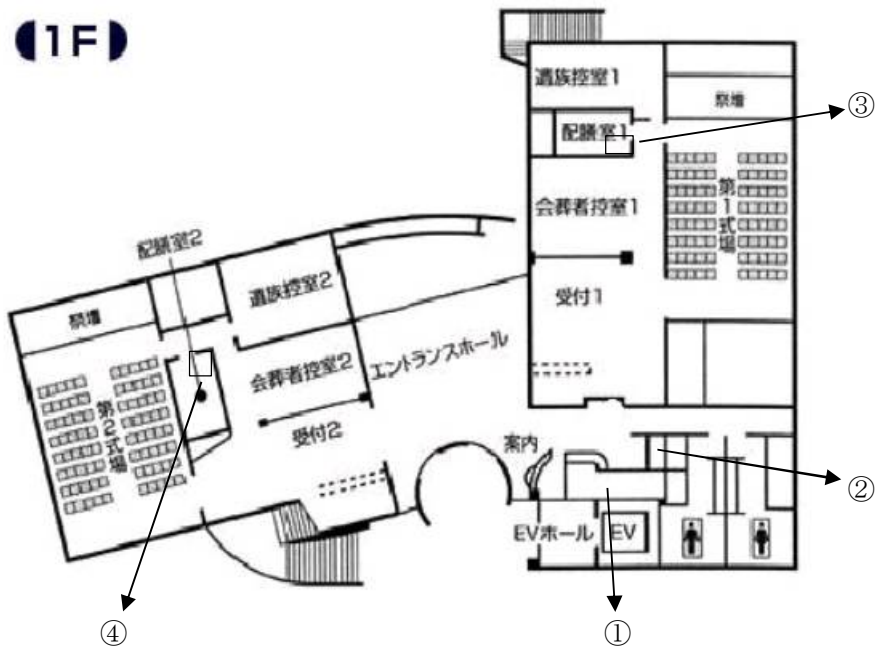 1F
遺族控室1
祭壇
③
配膳室1
会葬者控室1
第1式場
配膳室2
遺族控室2
受付1
祭壇
エントランスホール
会葬者控室2
第2式場
受付2
案内
②
EVホール
EV
④
①